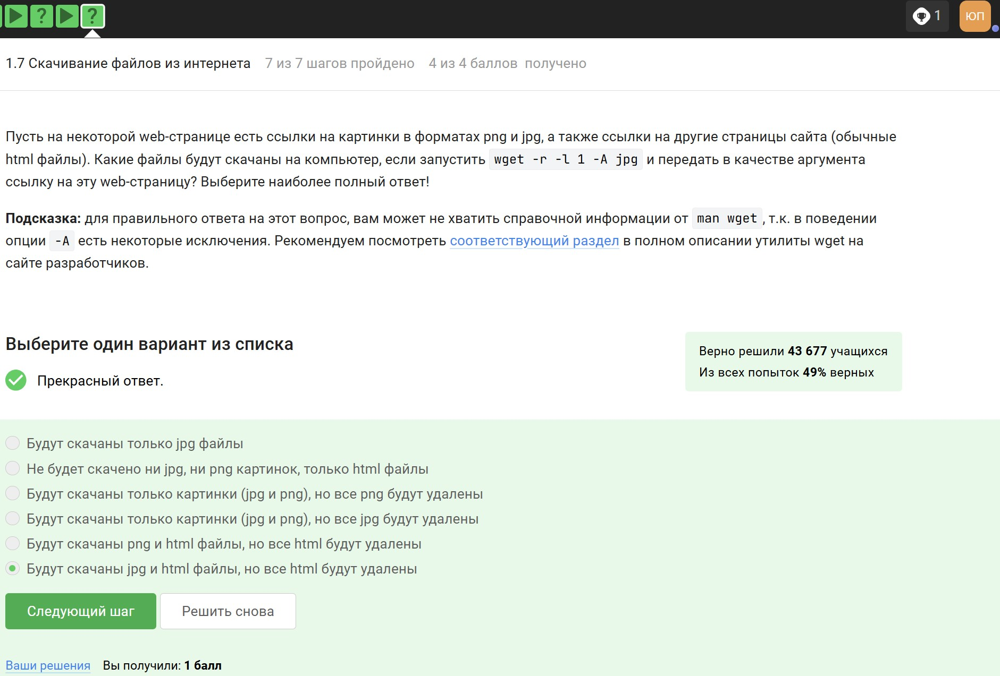 ? ? 1 ЮП
1.7 Скачивание файлов из интернета 7 из 7 шагов пройдено 4 из 4 баллов получено
Пусть на некоторой web-странице есть ссылки на картинки в форматах png и jpg, а также ссылки на другие страницы сайта (обычные
html файлы). Какие файлы будут скачаны на компьютер, если запустить wget -r -l 1 -A jpg и передать в качестве аргумента
ссылку на эту web-страницу? Выберите наиболее полный ответ!
Подсказка: для правильного ответа на этот вопрос, вам может не хватить справочной информации от man wget, т.к. в поведении
опции -A есть некоторые исключения. Рекомендуем посмотреть соответствующий раздел в полном описании утилиты wget на
сайте разработчиков.
Выберите один вариант из списка
Прекрасный ответ.
Верно решили 43 677 учащихся
Из всех попыток 49% верных
Будут скачаны только jpg файлы
Не будет скачено ни jpg, ни png картинок, только html файлы
Будут скачаны только картинки (jpg и png), но все png будут удалены
Будут скачаны только картинки (jpg и png), но все jpg будут удалены
Будут скачаны png и html файлы, но все html будут удалены
Будут скачаны jpg и html файлы, но все html будут удалены
Следующий шаг Решить снова
Ваши решения Вы получили: 1 балл